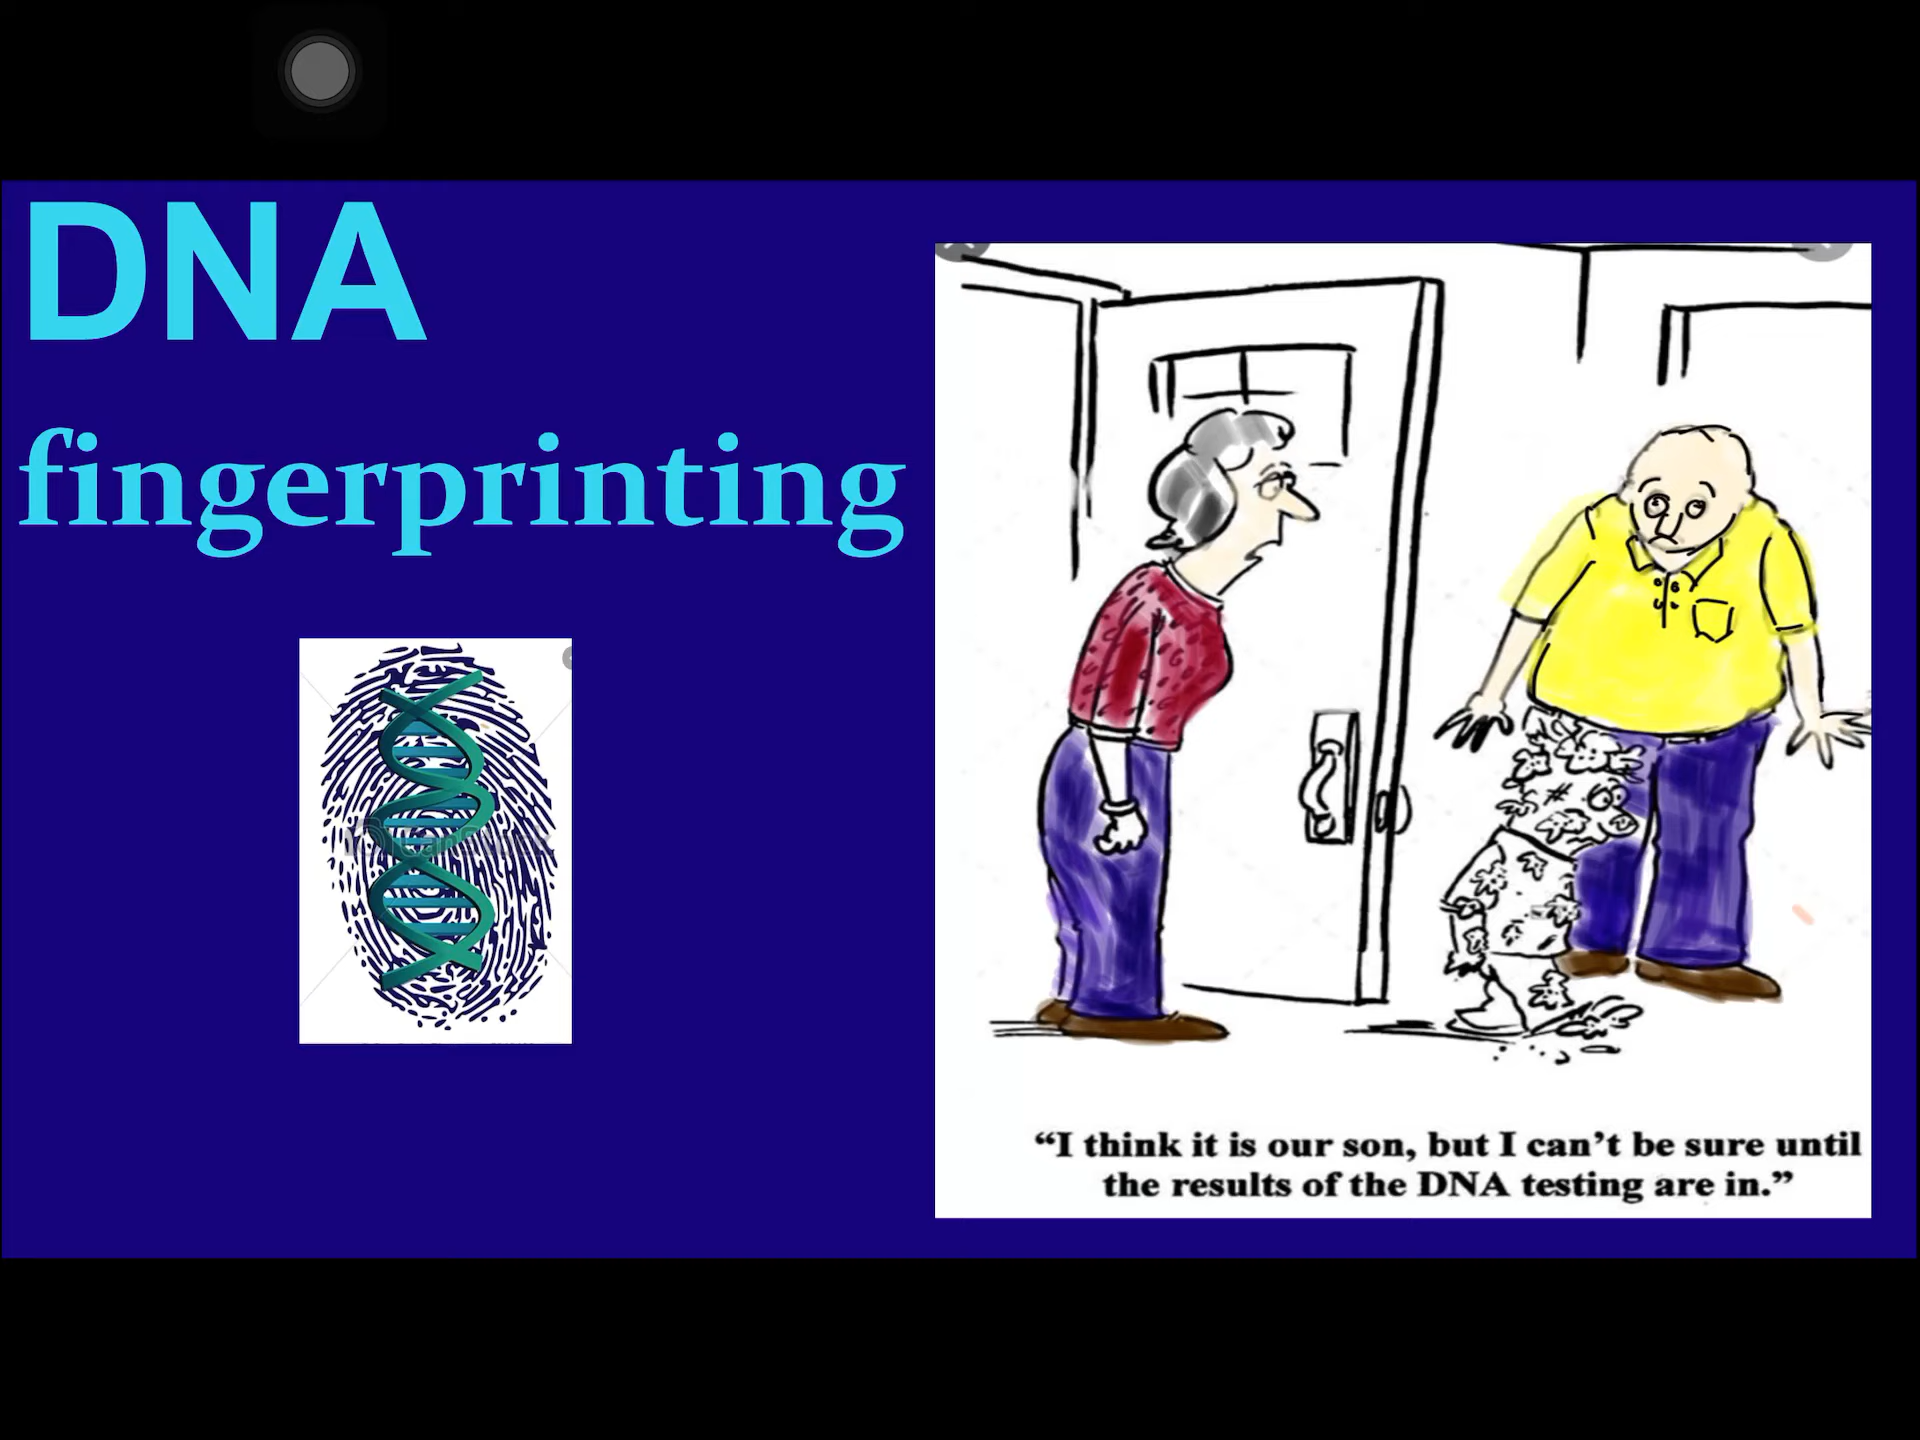 DNA
fingerprinting
“I think it is our son, but I can’t be sure until
the results of the DNA testing are in.”